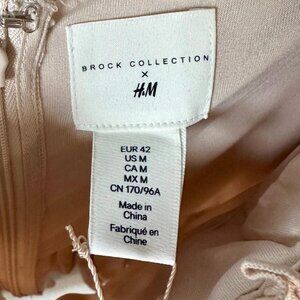 BROCK COLLECTION
×
H&M
EUR 42
US M
CA M
MX M
CN 170/96A
Made in
China
Fabriqué en
Chine